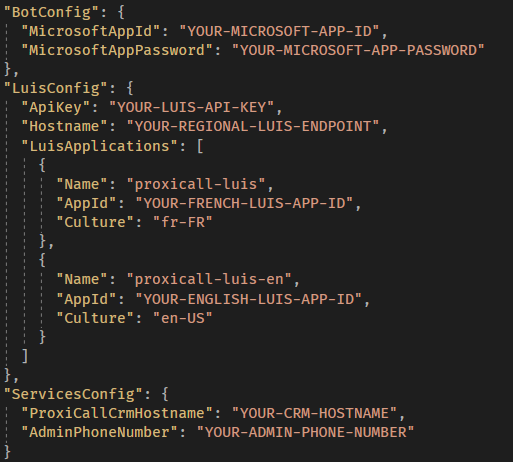 "BotConfig": {
"MicrosoftAppId": "YOUR-MICROSOFT-APP-ID",
"MicrosoftAppPassword": "YOUR-MICROSOFT-APP-PASSWORD"
},
"LuisConfig": {
"ApiKey": "YOUR-LUIS-API-KEY",
"Hostname": "YOUR-REGIONAL-LUIS-ENDPOINT",
"LuisApplications": [
{
"Name": "proxicall-luis",
"AppId": "YOUR-FRENCH-LUIS-APP-ID",
"Culture": "fr-FR"
},
{
"Name": "proxicall-luis-en",
"AppId": "YOUR-ENGLISH-LUIS-APP-ID",
"Culture": "en-US"
}
]
},
"ServicesConfig": {
"ProxiCallCrmHostname": "YOUR-CRM-HOSTNAME",
"AdminPhoneNumber": "YOUR-ADMIN-PHONE-NUMBER"
}